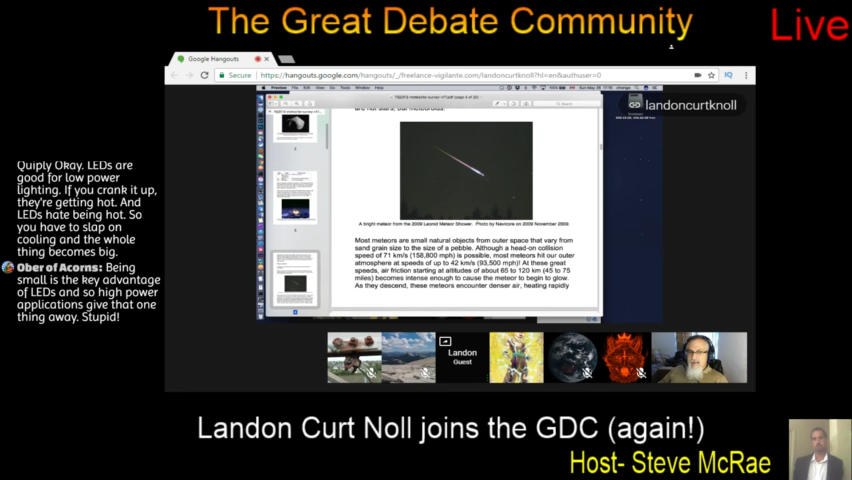 The Great Debate Community
Live
Google Hangouts
Secure
https://hangouts.google.com/hangouts/_/freelance-vigilante.com/landoncurtknoll?hl=en&authuser=0
landoncurtknoll
are not stars, but meteoroids.
A bright meteor from the 2009 Leonid Meteor Shower. Photo by Navicore on 2009 November 2009.
Most meteors are small natural objects from outer space that vary from
sand grain size to the size of a pebble. Although a head-on collision
speed of 71 km/s (158,800 mph) is possible, most meteors hit our outer
atmosphere at speeds of up to 42 km/s (93,500 mph)! At these great
speeds, air friction starting at altitudes of about 65 to 120 km (45 to 75
miles) becomes intense enough to cause the meteor to begin to glow.
As they descend, these meteors encounter denser air, heating rapidly
Quiply Okay. LEDs are
good for low power
lighting. If you crank it up,
they're getting hot. And
LEDs hate being hot. So
you have to slap on
cooling and the whole
thing becomes big.
Ober of Acorns: Being
small is the key advantage
of LEDs and so high power
applications give that one
thing away. Stupid!
Landon
Guest
Landon Curt Noll joins the GDC (again!)
Host- Steve McRae